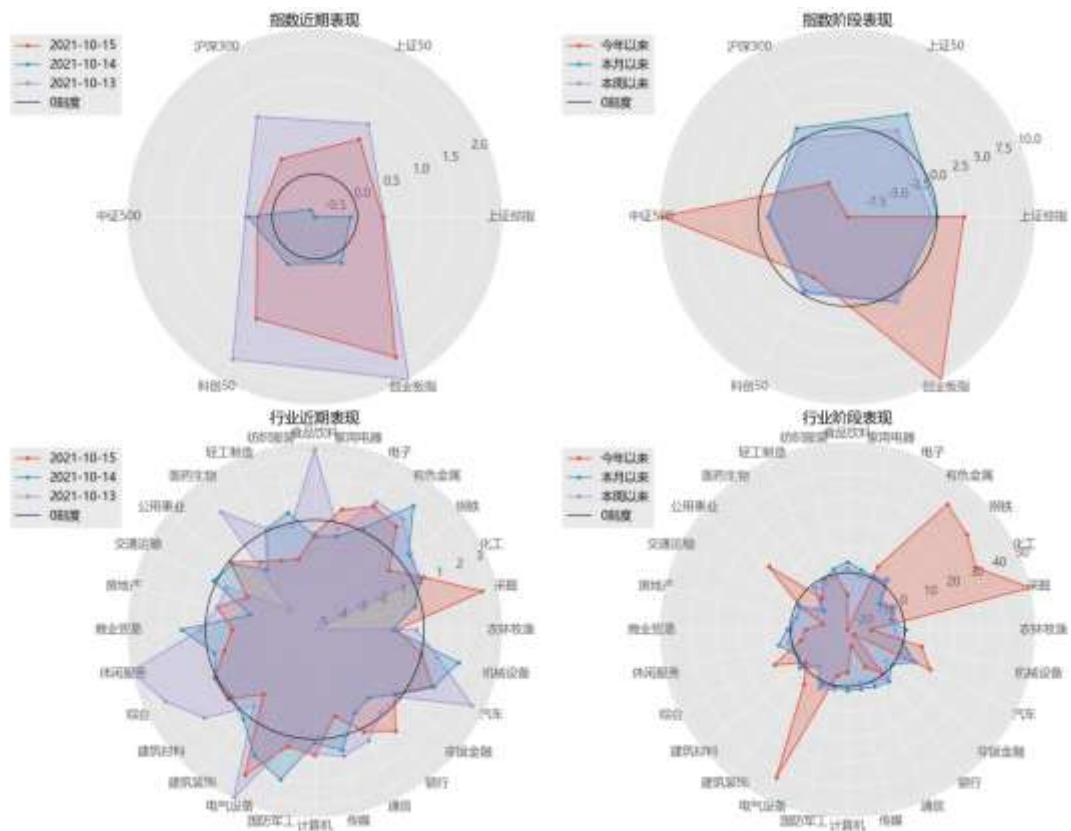 指数近期表现
2021-10-15
2021-10-14
2021-10-13
0刻度
沪深300
上证50
中证500
上证综指
科创50
创业板指
-0.5
0.0
0.5
1.0
1.5
2.0
指数阶段表现
今年以来
本月以来
本周以来
0刻度
沪深300
上证50
中证500
上证综指
科创50
创业板指
-7.5
-5.0
-2.5
0.0
2.5
5.0
7.5
10.0
行业近期表现
2021-10-15
2021-10-14
2021-10-13
0刻度
纺织服装
食品饮料
家用电器
轻工制造
电子
医药生物
有色金属
公用事业
钢铁
交通运输
化工
房地产
采掘
商业贸易
农林牧渔
休闲服务
机械设备
综合
汽车
建筑材料
非银金融
建筑装饰
银行
电气设备
通信
国防军工
计算机
传媒
1
2
3
行业阶段表现
今年以来
本月以来
本周以来
0刻度
纺织服装
食品饮料
家用电器
轻工制造
电子
医药生物
有色金属
公用事业
钢铁
交通运输
化工
房地产
采掘
商业贸易
农林牧渔
休闲服务
机械设备
综合
汽车
建筑材料
非银金融
建筑装饰
银行
电气设备
通信
国防军工
计算机
传媒
0
10
20
30
40
50